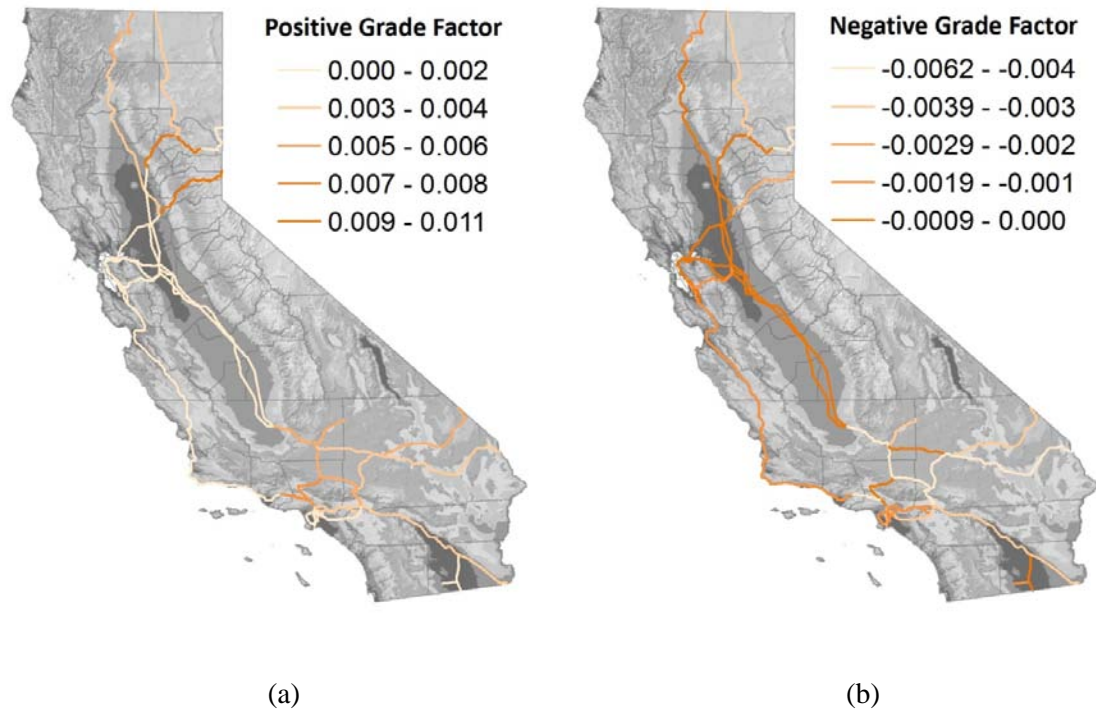 Positive Grade Factor
0.000 - 0.002
0.003 - 0.004
0.005 - 0.006
0.007 - 0.008
0.009 - 0.011
Negative Grade Factor
-0.0062 - -0.004
-0.0039 - -0.003
-0.0029 - -0.002
-0.0019 - -0.001
-0.0009 - 0.000
(a)
(b)